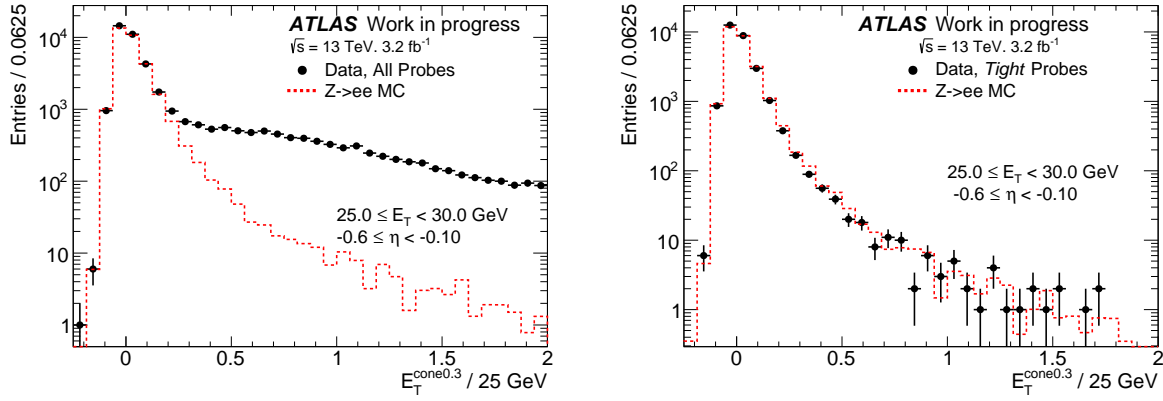 Entries / 0.0625
10⁴
10³
10²
10
1
ATLAS Work in progress
√s = 13 TeV. 3.2 fb⁻¹
Data, All Probes
Z->ee MC
25.0 ≤ E_T < 30.0 GeV
-0.6 ≤ η < -0.10
0 0.5 1 1.5 2
E_T^cone0.3 / 25 GeV
Entries / 0.0625
10⁴
10³
10²
10
1
ATLAS Work in progress
√s = 13 TeV. 3.2 fb⁻¹
Data, Tight Probes
Z->ee MC
25.0 ≤ E_T < 30.0 GeV
-0.6 ≤ η < -0.10
0 0.5 1 1.5 2
E_T^cone0.3 / 25 GeV